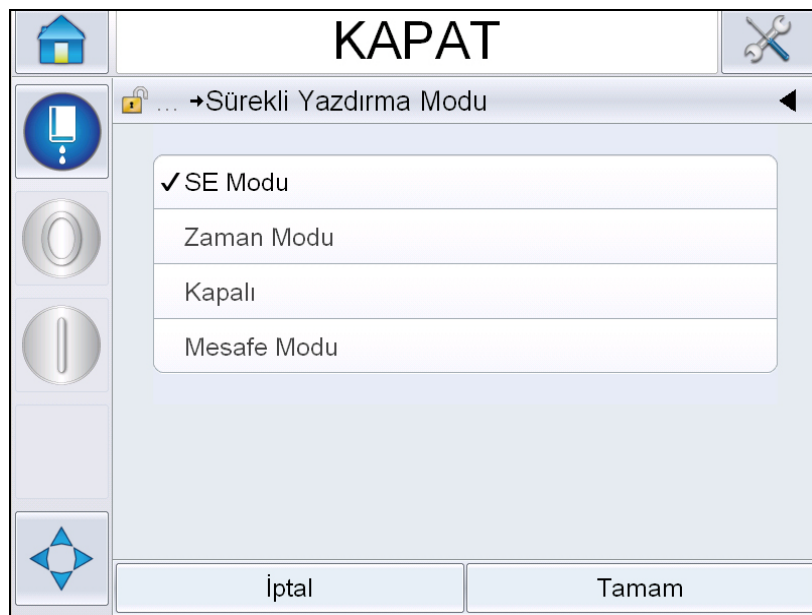 KAPAT
... →Sürekli Yazdırma Modu
✓ SE Modu
Zaman Modu
Kapalı
Mesafe Modu
İptal
Tamam